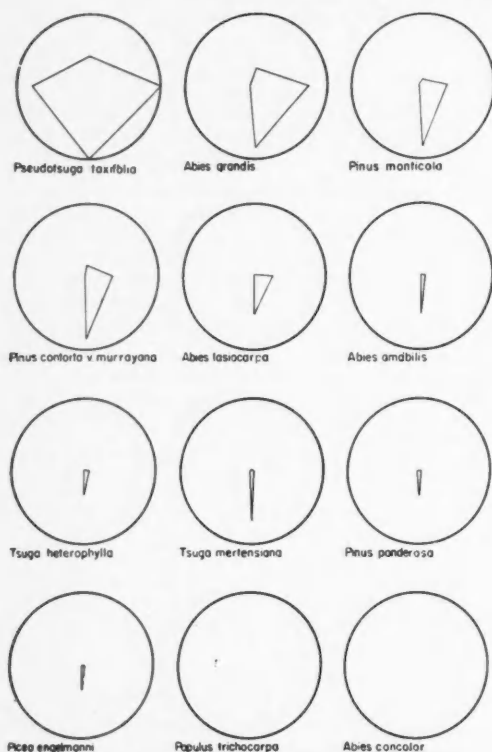 Pseudotsuga taxifolia
Abies grandis
Pinus monticola
Pinus contorta v. murrayana
Abies lasiocarpa
Abies amabilis
Tsuga heterophylla
Tsuga mertensiana
Pinus ponderosa
Picea engelmanni
Populus trichocarpa
Abies concolor